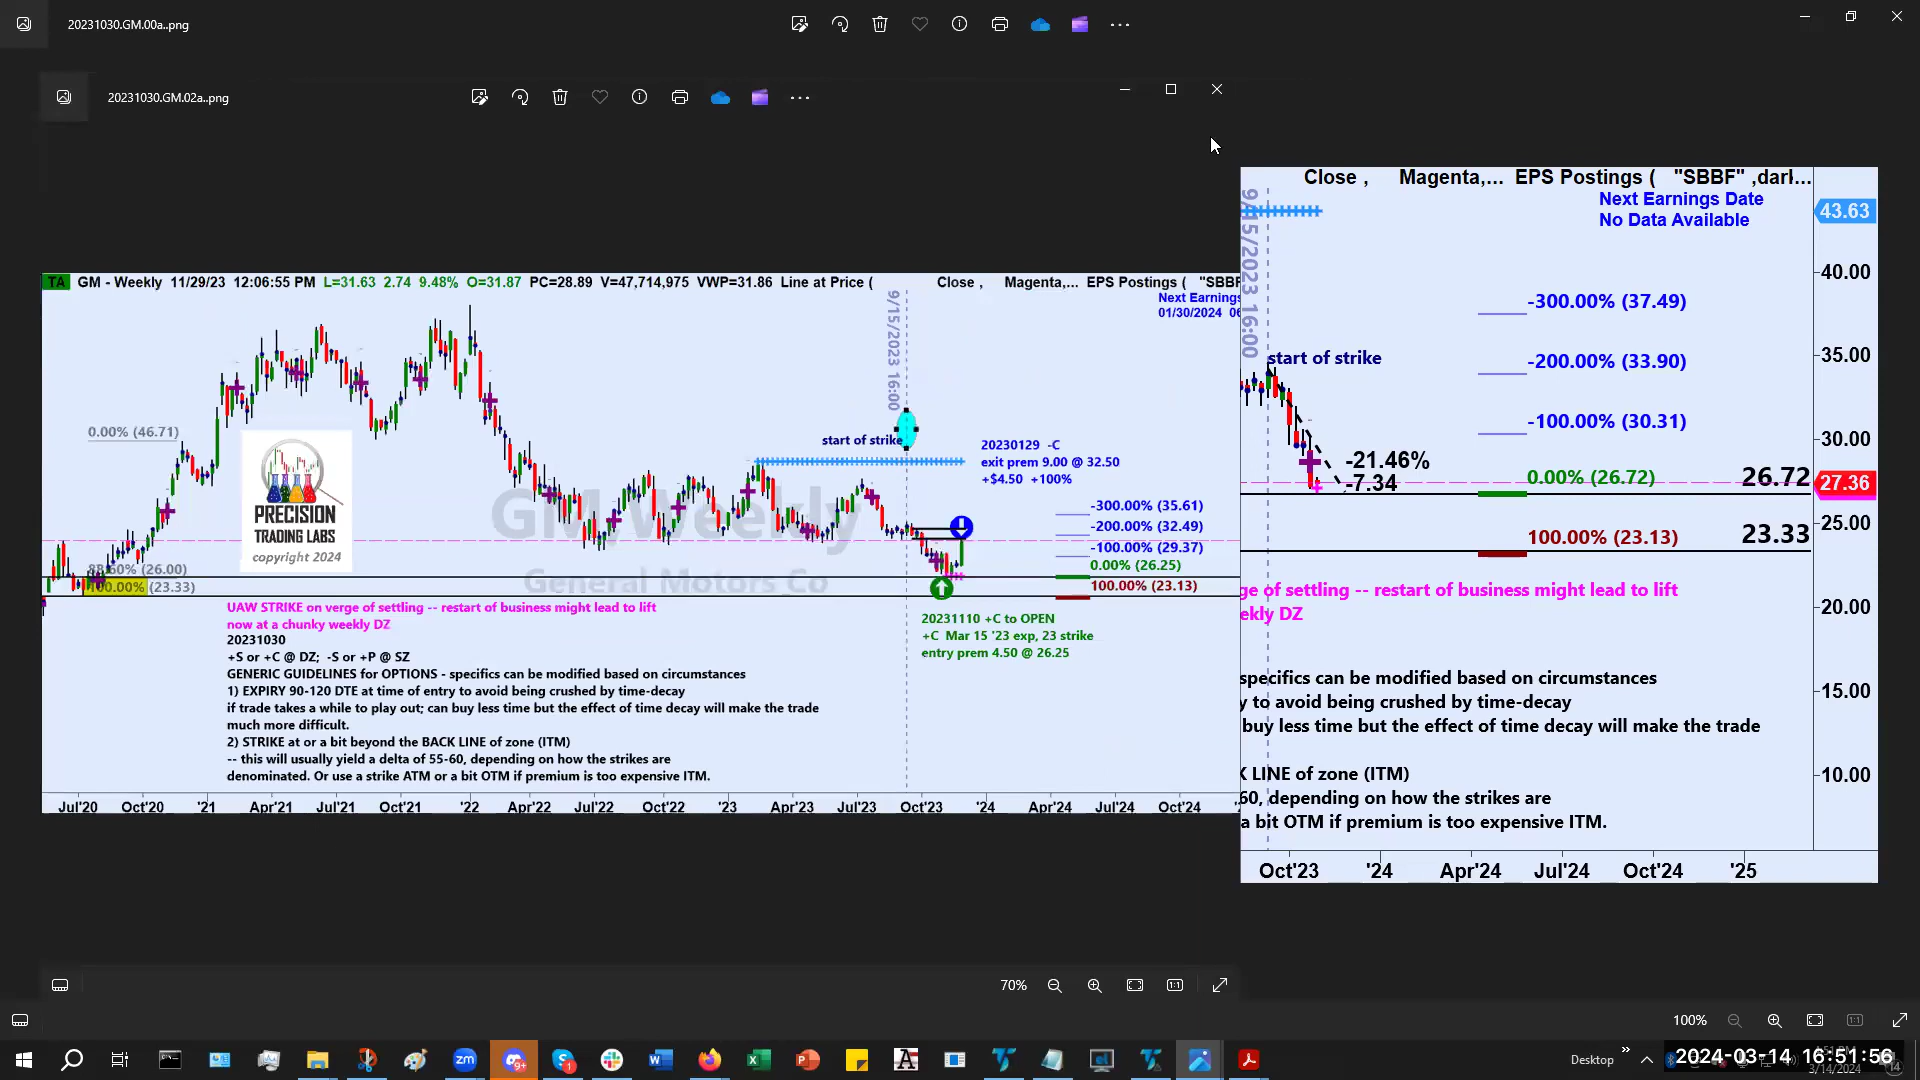 20231030.GM.00a..png
20231030.GM.02a..png
TA GM - Weekly 11/29/23 12:06:55 PM L=31.63 2.74 9.48% O=31.87 PC=28.89 V=47,714,975 VWP=31.86 Line at Price ( Close , Magenta,... EPS Postings ( "SBBF
Next Earnings
01/30/2024
9/15/2023 16:00
0.00% (46.71)
start of strike
20230129 -C
exit prem 9.00 @ 32.50
+$4.50 +100%
-300.00% (35.61)
-200.00% (32.49)
-100.00% (29.37)
0.00% (26.25)
100.00% (23.13)
GM, Weekly
General Motors Co
PRECISION
TRADING LABS
copyright 2024
(26.00)
100.00% (23.33)
20231110 +C to OPEN
+C Mar 15 '23 exp, 23 strike
entry prem 4.50 @ 26.25
UAW STRIKE on verge of settling -- restart of business might lead to lift
now at a chunky weekly DZ
20231030
+S or +C @ DZ; -S or +P @ SZ
GENERIC GUIDELINES for OPTIONS - specifics can be modified based on circumstances
1) EXPIRY 90-120 DTE at time of entry to avoid being crushed by time-decay
if trade takes a while to play out; can buy less time but the effect of time decay will make the trade
much more difficult.
2) STRIKE at or a bit beyond the BACK LINE of zone (ITM)
-- this will usually yield a delta of 55-60, depending on how the strikes are
denominated. Or use a strike ATM or a bit OTM if premium is too expensive ITM.
Jul'20 Oct'20 '21 Apr'21 Jul'21 Oct'21 '22 Apr'22 Jul'22 Oct'22 '23 Apr'23 Jul'23 Oct'23 '24 Apr'24 Jul'24 Oct'24
Close , Magenta,... EPS Postings ( "SBBF" ,darl...
Next Earnings Date
No Data Available
9/15/2023 16:00
43.63
40.00
-300.00% (37.49)
start of strike
-200.00% (33.90)
35.00
-100.00% (30.31)
30.00
-21.46%
-7.34
0.00% (26.72)
26.72
27.36
25.00
100.00% (23.13)
23.33
20.00
ge of settling -- restart of business might lead to lift
ekly DZ
15.00
specifics can be modified based on circumstances
y to avoid being crushed by time-decay
buy less time but the effect of time decay will make the trade
10.00
K LINE of zone (ITM)
60, depending on how the strikes are
a bit OTM if premium is too expensive ITM.
Oct'23 '24 Apr'24 Jul'24 Oct'24 '25
70%
100%
Desktop
2024-03-14 16:51:56
3/14/2024